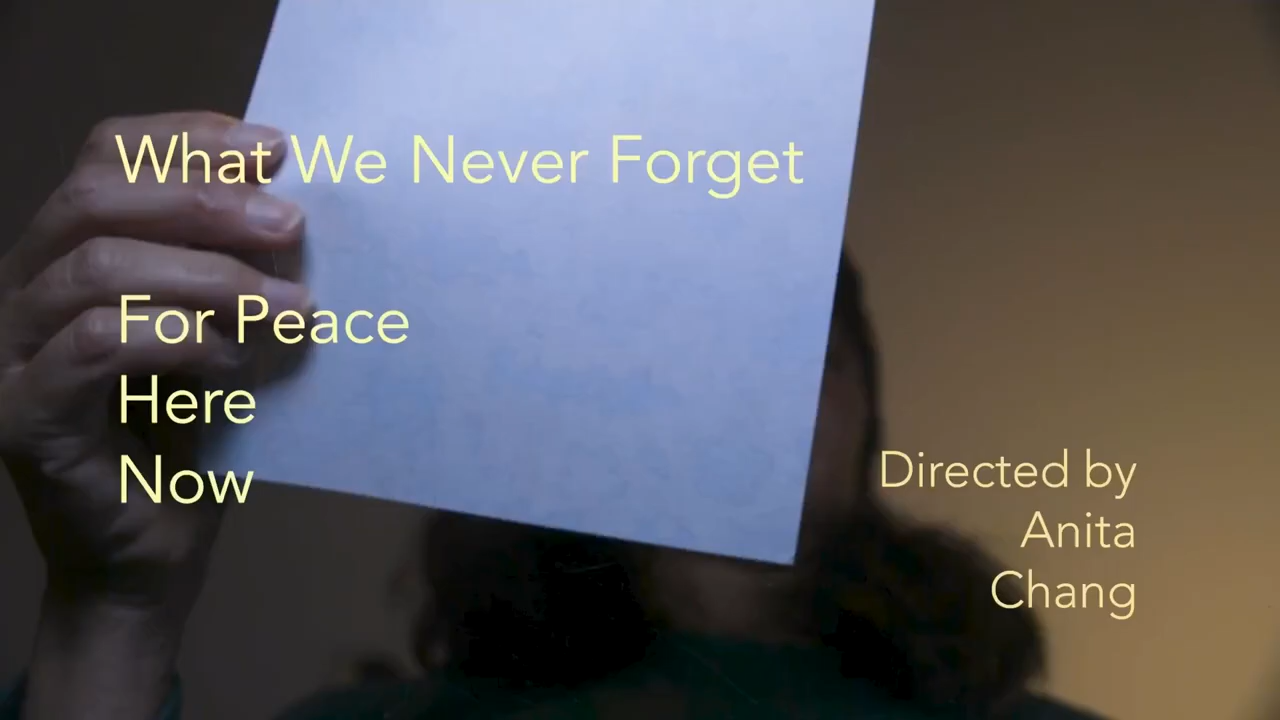 What We Never Forget
For Peace
Here
Now
Directed by
Anita
Chang